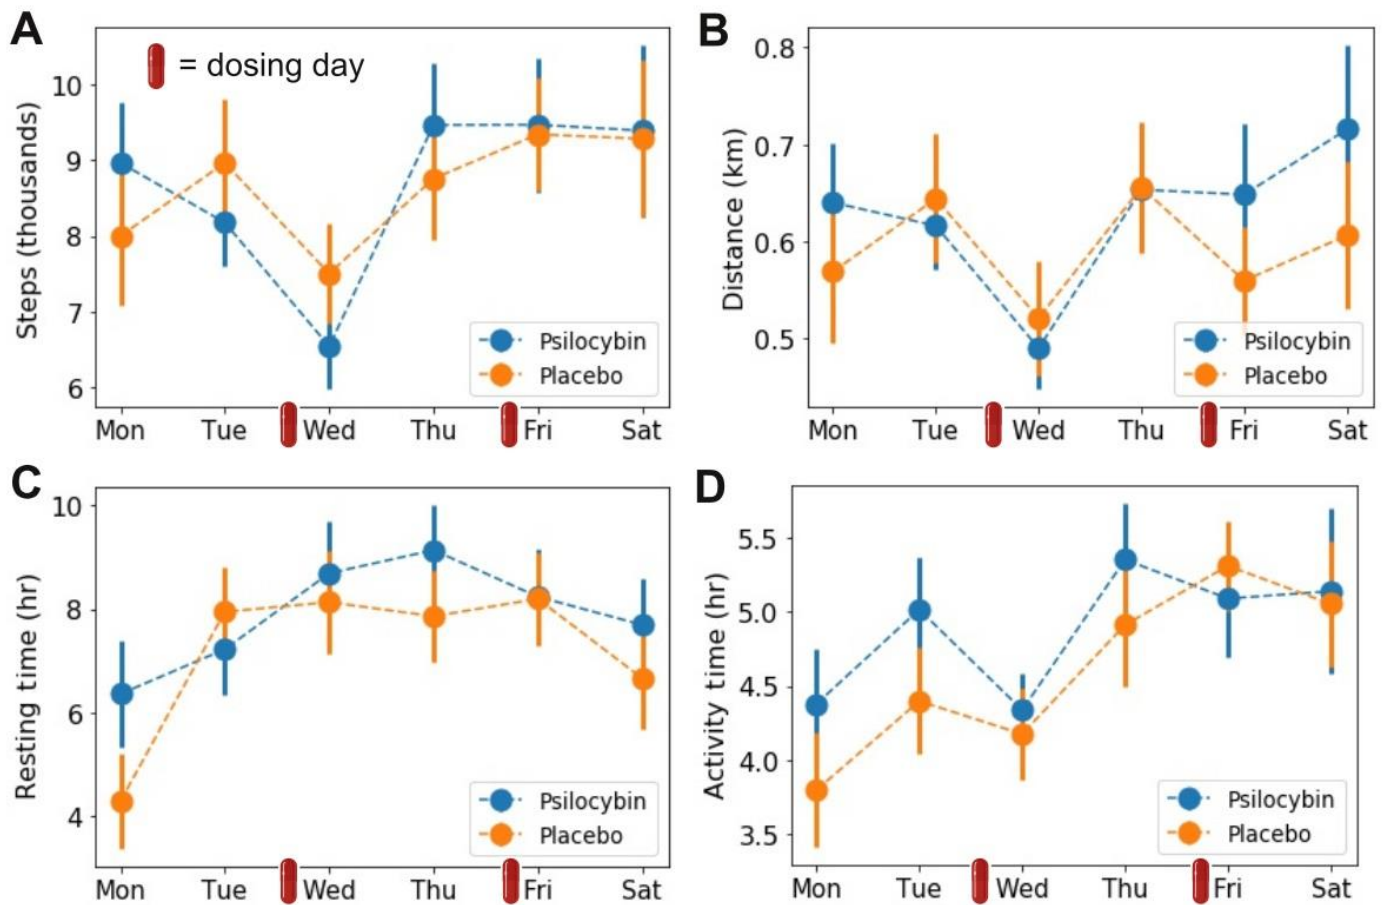 A
= dosing day
Steps (thousands)
10
9
8
7
6
Psilocybin
Placebo
Mon Tue Wed Thu Fri Sat
B
Distance (km)
0.8
0.7
0.6
0.5
Psilocybin
Placebo
Mon Tue Wed Thu Fri Sat
C
Resting time (hr)
10
8
6
4
Psilocybin
Placebo
Mon Tue Wed Thu Fri Sat
D
Activity time (hr)
5.5
5.0
4.5
4.0
3.5
Psilocybin
Placebo
Mon Tue Wed Thu Fri Sat